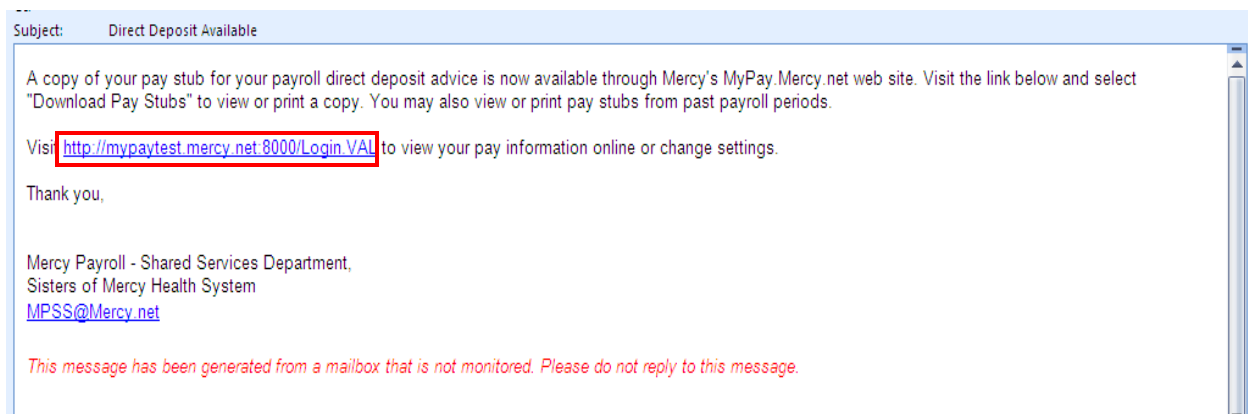 Subject: Direct Deposit Available
A copy of your pay stub for your payroll direct deposit advice is now available through Mercy's MyPay.Mercy.net web site. Visit the link below and select
"Download Pay Stubs" to view or print a copy. You may also view or print pay stubs from past payroll periods.
Visit http://mypaytest.mercy.net:8000/Login.VAL to view your pay information online or change settings.
Thank you,
Mercy Payroll - Shared Services Department,
Sisters of Mercy Health System
MPSS@Mercy.net
This message has been generated from a mailbox that is not monitored. Please do not reply to this message.